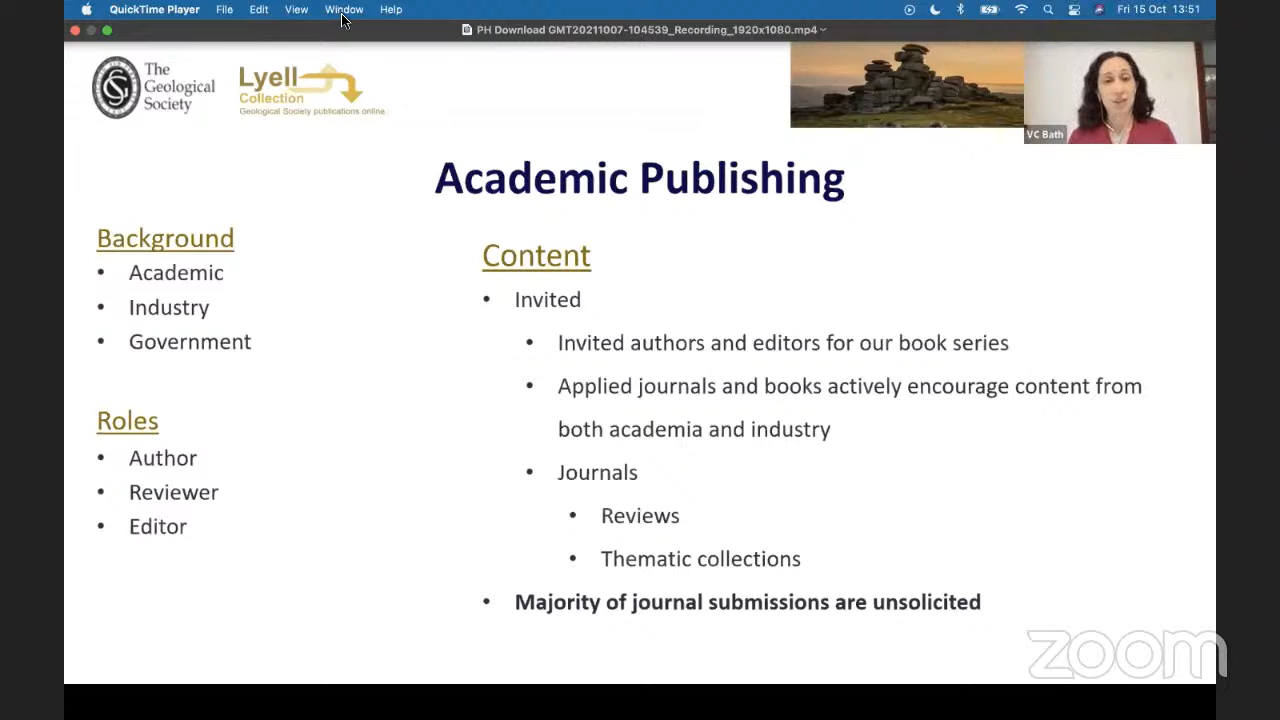 QuickTime Player File Edit View Window Help Fri 15 Oct 13:51
PH Download GMT20211007-104539_Recording_1920x1080.mp4
The
Geological
Society
Lyell
Collection
Geological Society publications online
VC Bath
Academic Publishing
Background
• Academic
• Industry
• Government
Roles
• Author
• Reviewer
• Editor
Content
• Invited
• Invited authors and editors for our book series
• Applied journals and books actively encourage content from
both academia and industry
• Journals
• Reviews
• Thematic collections
• Majority of journal submissions are unsolicited
zoom